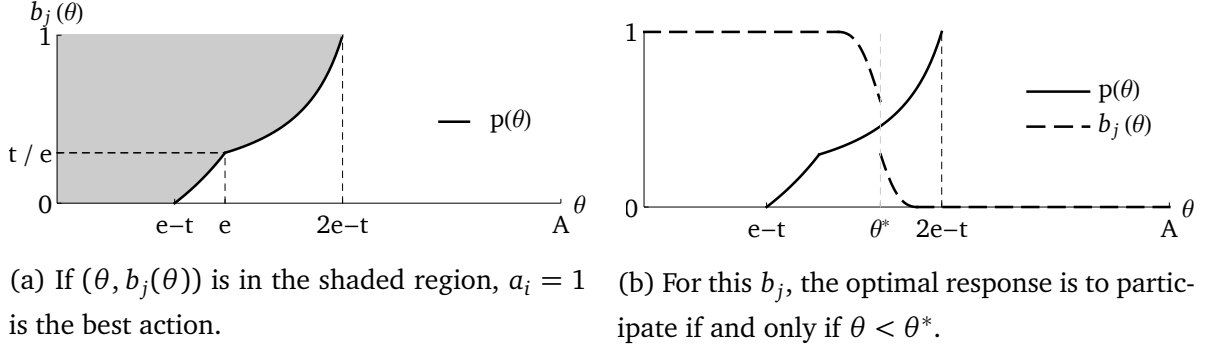 b_j(θ)
1
t / e
0
e−t
e
2e−t
A
θ
p(θ)
1
0
e−t
θ*
2e−t
A
θ
p(θ)
b_j(θ)
(a) If (θ, b_j(θ)) is in the shaded region, a_i = 1
is the best action.
(b) For this b_j, the optimal response is to partic-
ipate if and only if θ < θ*.